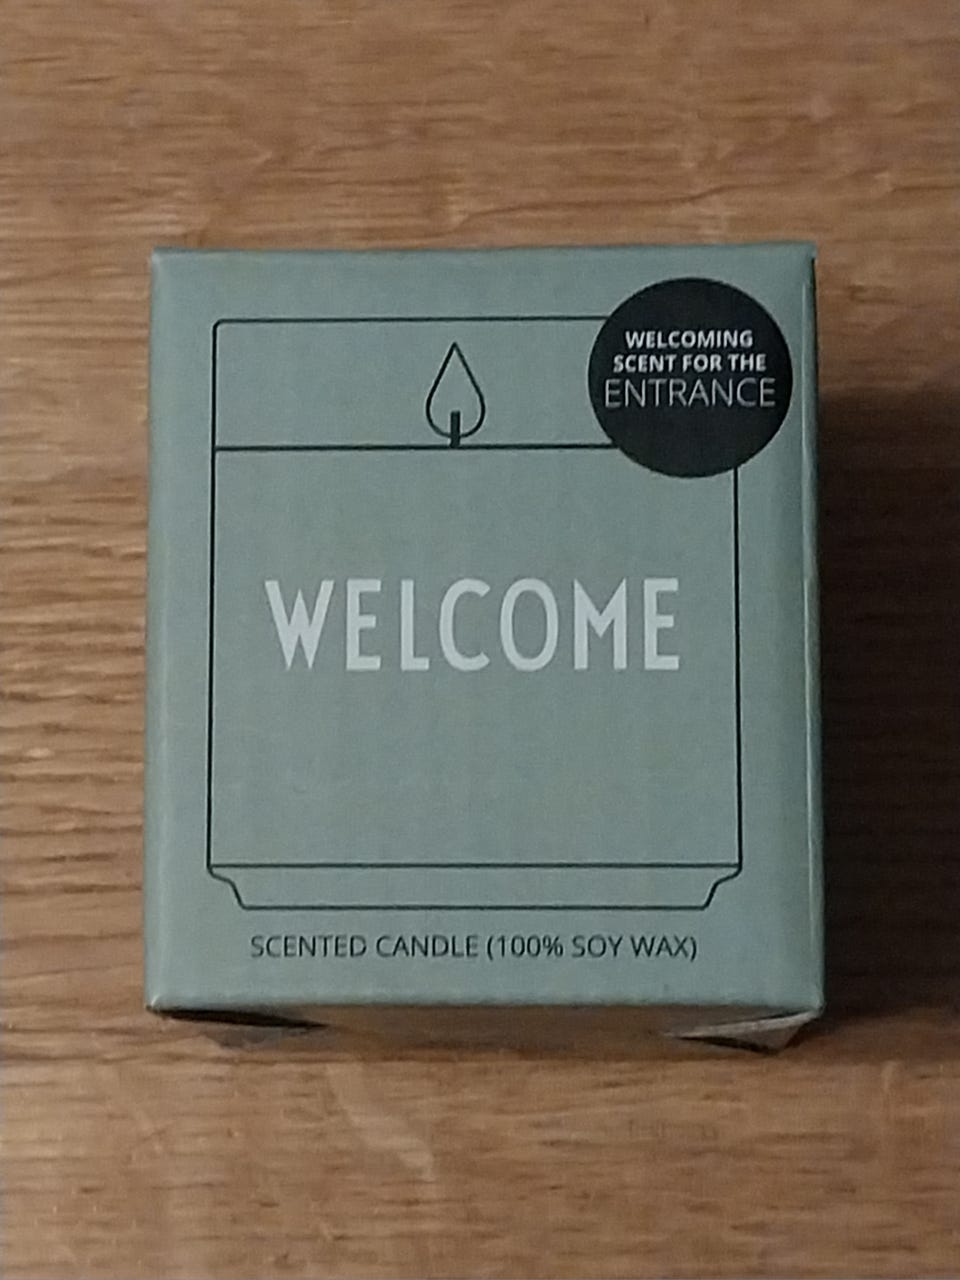 WELCOMING
SCENT FOR THE
ENTRANCE
WELCOME
SCENTED CANDLE (100% SOY WAX)